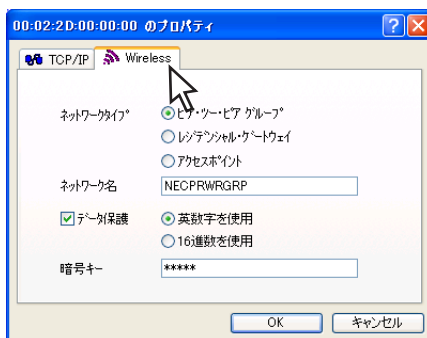 00:02:2D:00:00:00 のプロパティ
TCP/IP Wireless
ネットワークタイプ ピア・ツー・ピア グループ
レジデンシャル・ゲートウェイ
アクセスポイント
ネットワーク名 NECPRWRGRP
データ保護 英数字を使用
16進数を使用
暗号キー *****
OK キャンセル